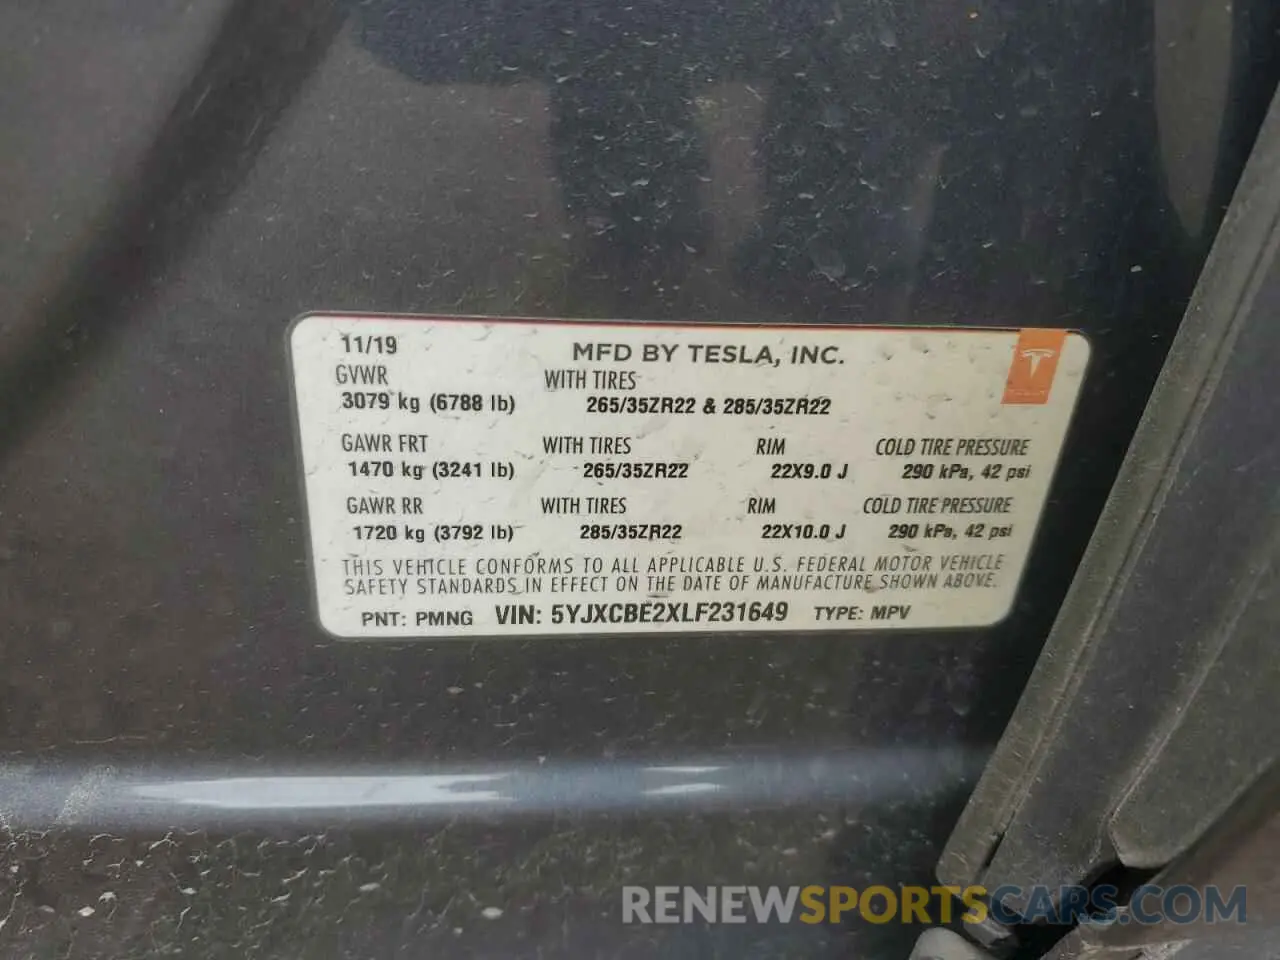 11/19 MFD BY TESLA, INC.
GVWR WITH TIRES
3079 kg (6788 lb) 265/35ZR22 & 285/35ZR22
GAWR FRT WITH TIRES RIM COLD TIRE PRESSURE
1470 kg (3241 lb) 265/35ZR22 22X9.0 J 290 kPa, 42 psi
GAWR RR WITH TIRES RIM COLD TIRE PRESSURE
1720 kg (3792 lb) 285/35ZR22 22X10.0 J 290 kPa, 42 psi
THIS VEHICLE CONFORMS TO ALL APPLICABLE U.S. FEDERAL MOTOR VEHICLE
SAFETY STANDARDS IN EFFECT ON THE DATE OF MANUFACTURE SHOWN ABOVE.
PNT: PMNG VIN: 5YJXCBE2XLF231649 TYPE: MPV
RENEWSPORTSCARS.COM